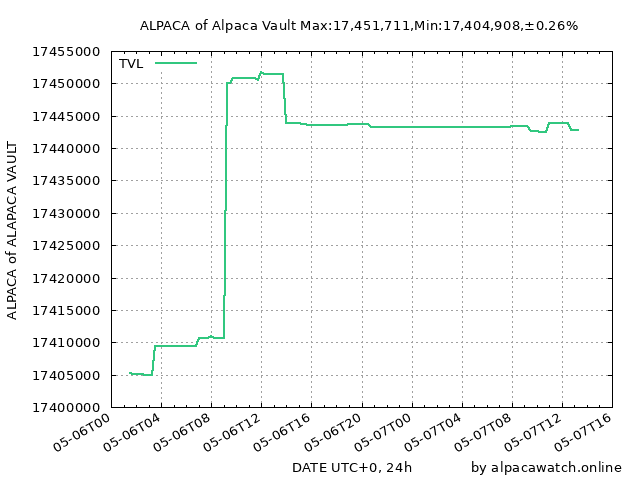 ALPACA of Alpaca Vault Max:17,451,711,Min:17,404,908,±0.26%
TVL
17455000
17450000
17445000
17440000
17435000
17430000
17425000
17420000
17415000
17410000
17405000
17400000
ALPACA of ALAPACA VAULT
05-06T00
05-06T04
05-06T08
05-06T12
05-06T16
05-06T20
05-07T00
05-07T04
05-07T08
05-07T12
05-07T16
DATE UTC+0, 24h
by alpacawatch.online